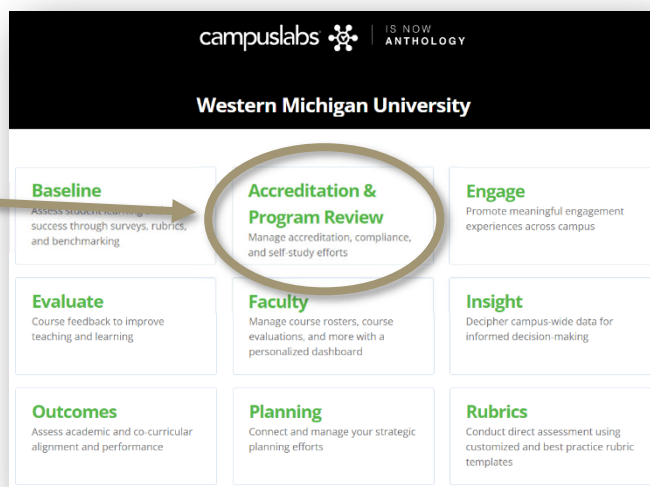 campuslabs IS NOW
ANTHOLOGY
Western Michigan University
Baseline
Assess student learning
success through surveys, rubrics,
and benchmarking
Accreditation &
Program Review
Manage accreditation, compliance,
and self-study efforts
Engage
Promote meaningful engagement
experiences across campus
Evaluate
Course feedback to improve
teaching and learning
Faculty
Manage course rosters, course
evaluations, and more with a
personalized dashboard
Insight
Decipher campus-wide data for
informed decision-making
Outcomes
Assess academic and co-curricular
alignment and performance
Planning
Connect and manage your strategic
planning efforts
Rubrics
Conduct direct assessment using
customized and best practice rubric
templates